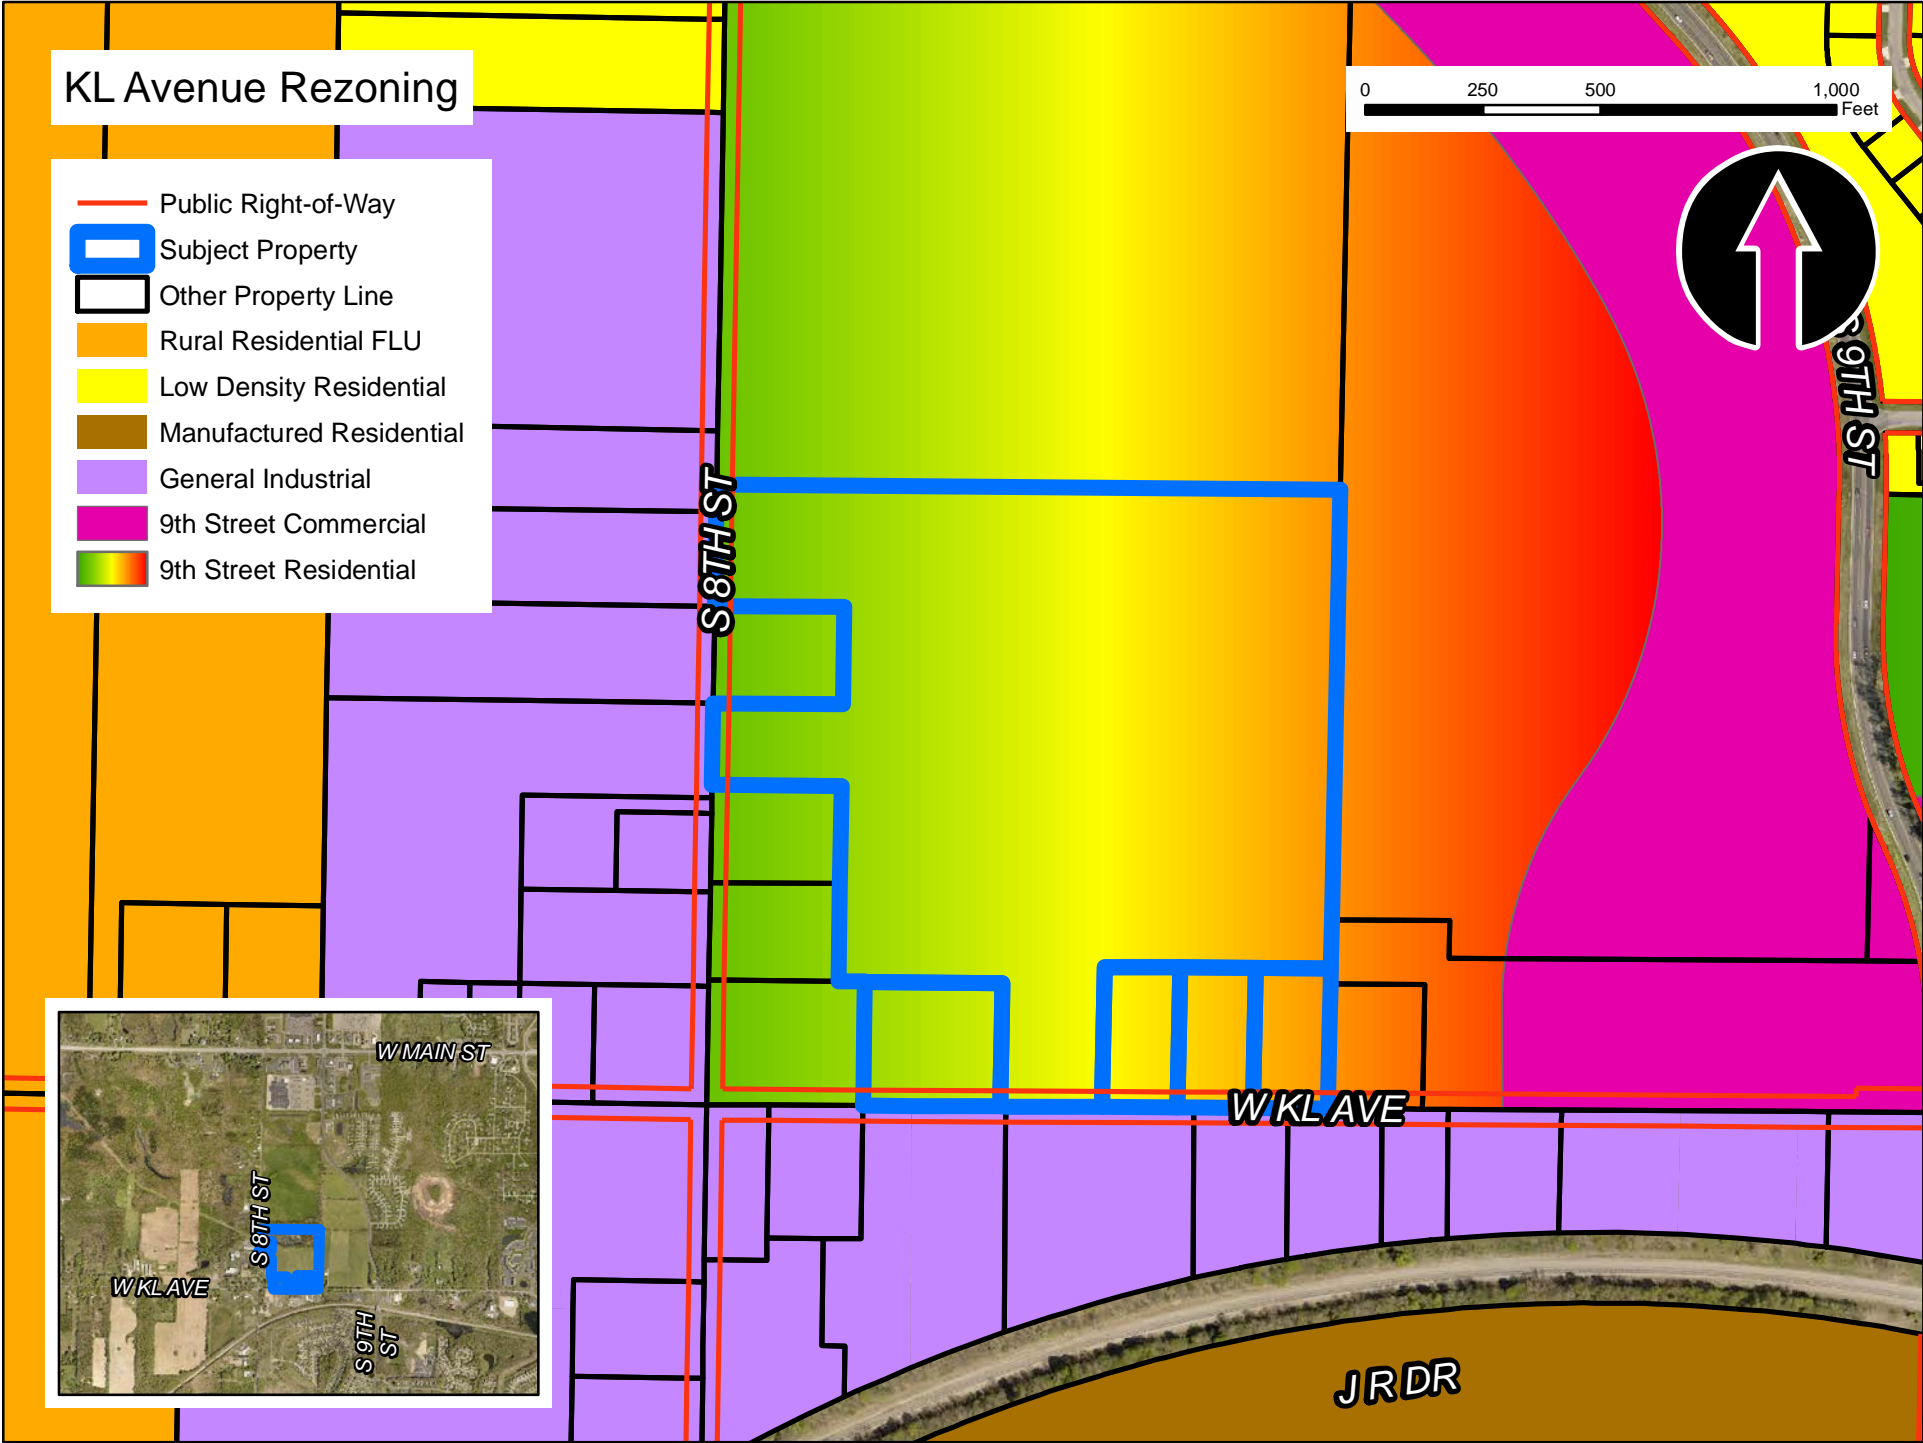 KL Avenue Rezoning
0 250 500 1,000
Feet
Public Right-of-Way
Subject Property
Other Property Line
Rural Residential FLU
Low Density Residential
Manufactured Residential
General Industrial
9th Street Commercial
9th Street Residential
S 9TH ST
S 8TH ST
W KL AVE
J R DR
W MAIN ST
S 8TH ST
W KL AVE
S 9TH
ST